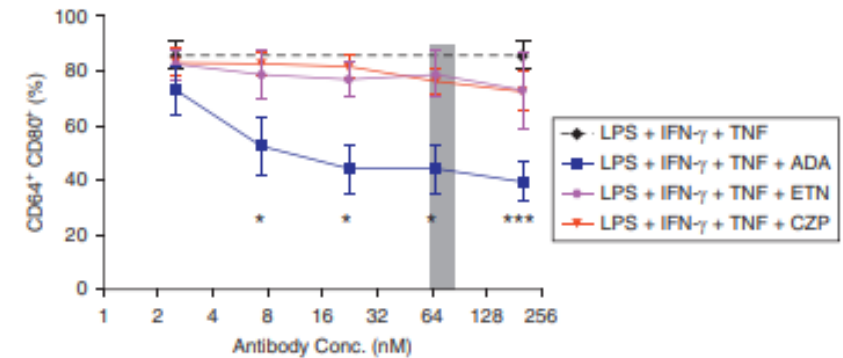 100
80
60
40
20
0
CD64⁺ CD80⁺ (%)
* * * ***
1 2 4 8 16 32 64 128 256
Antibody Conc. (nM)
LPS + IFN-γ + TNF
LPS + IFN-γ + TNF + ADA
LPS + IFN-γ + TNF + ETN
LPS + IFN-γ + TNF + CZP